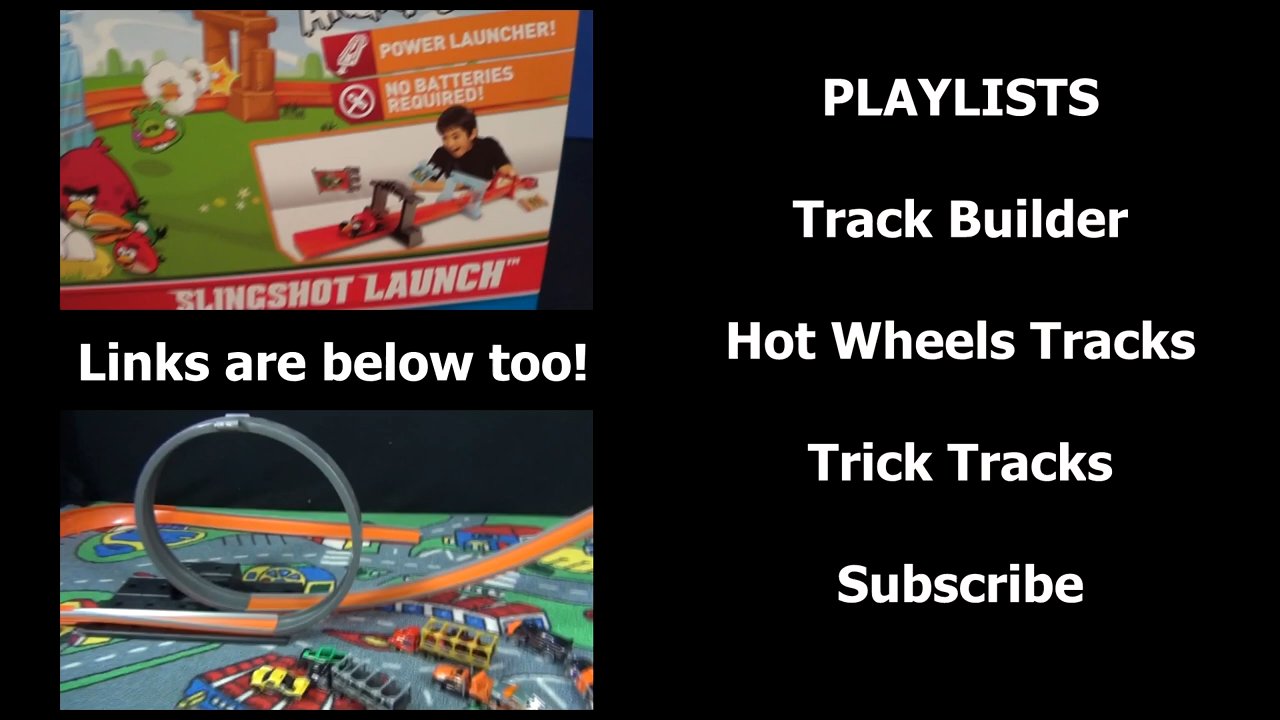 POWER LAUNCHER!
NO BATTERIES
REQUIRED!
SLINGSHOT LAUNCH™
Links are below too!
PLAYLISTS
Track Builder
Hot Wheels Tracks
Trick Tracks
Subscribe